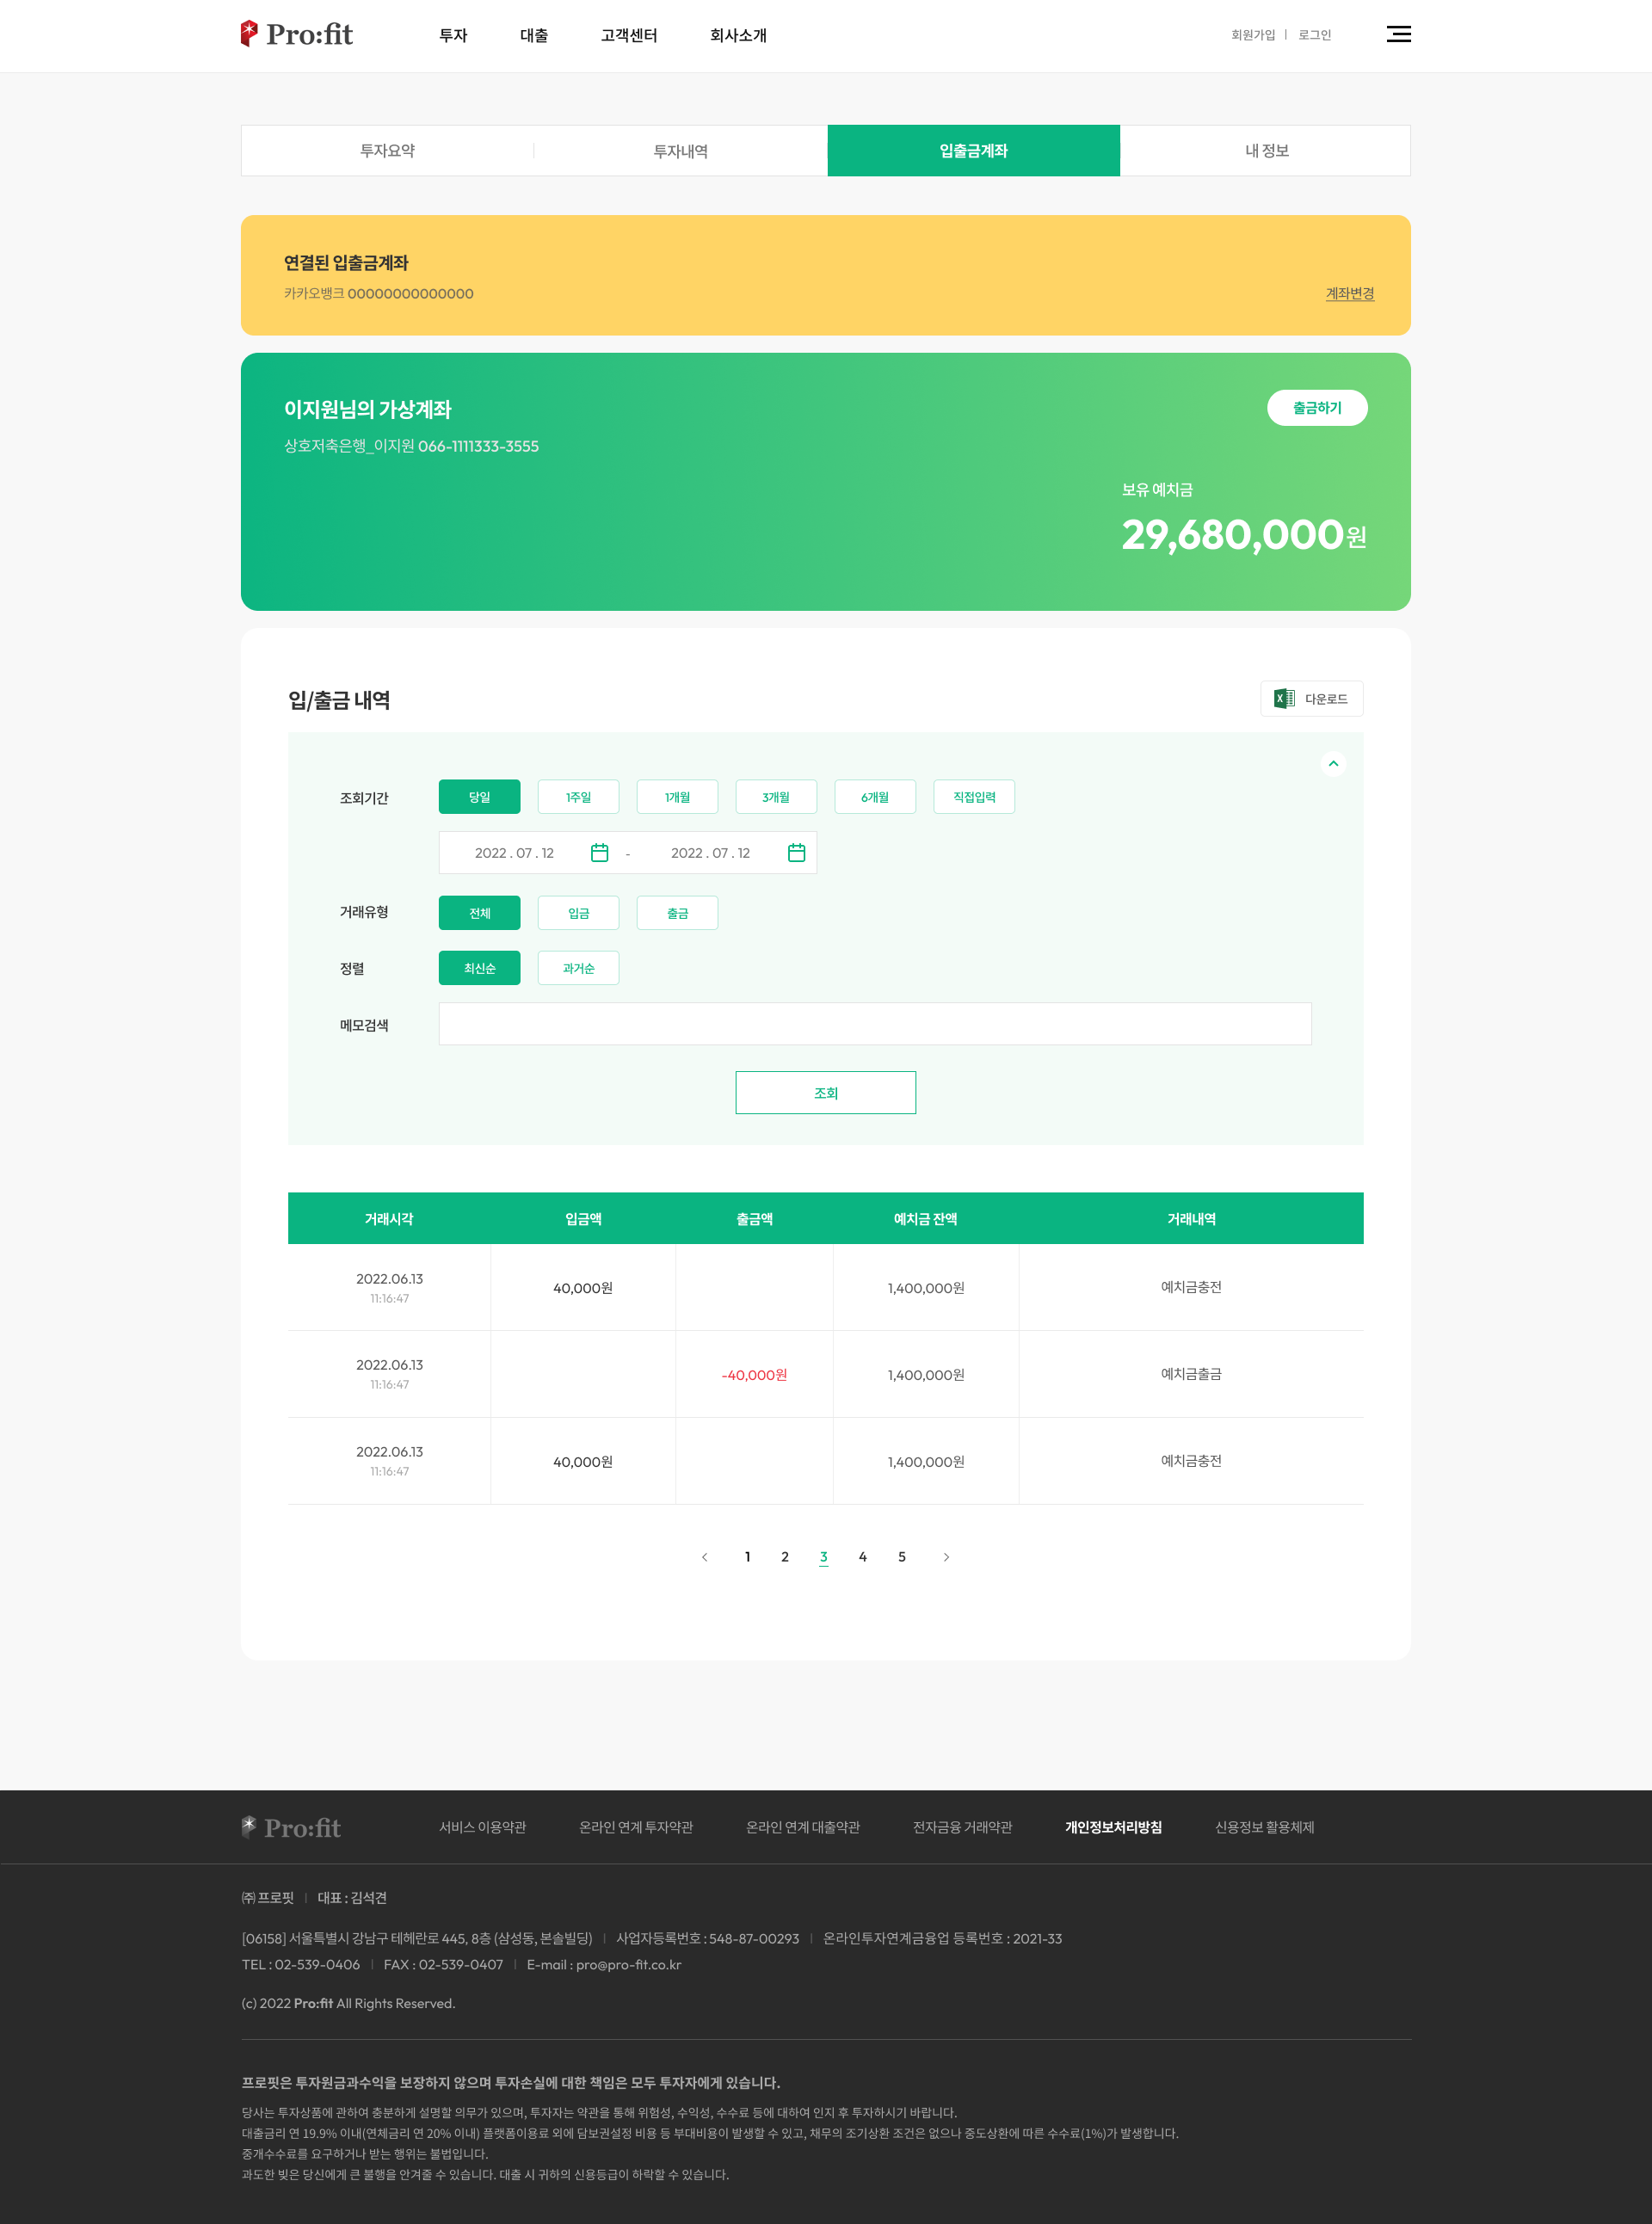 Pro:fit 투자 대출 고객센터 회사소개 회원가입 | 로그인
투자요약 투자내역 입출금계좌 내 정보
연결된 입출금계좌
카카오뱅크 00000000000000 계좌변경
이지원님의 가상계좌 출금하기
상호저축은행_이지원 066-1111333-3555
보유 예치금
29,680,000원
입/출금 내역 다운로드
조회기간 당일 1주일 1개월 3개월 6개월 직접입력
2022 . 07 . 12 - 2022 . 07 . 12
거래유형 전체 입금 출금
정렬 최신순 과거순
메모검색
조회
거래시각 입금액 출금액 예치금 잔액 거래내역
2022.06.13
11:16:47
40,000원 1,400,000원 예치금충전
2022.06.13
11:16:47
-40,000원 1,400,000원 예치금출금
2022.06.13
11:16:47
40,000원 1,400,000원 예치금충전
< 1 2 3 4 5 >
Pro:fit 서비스 이용약관 온라인 연계 투자약관 온라인 연계 대출약관 전자금융 거래약관 개인정보처리방침 신용정보 활용체제
㈜ 프로핏 | 대표 : 김석견
[06158] 서울특별시 강남구 테헤란로 445, 8층 (삼성동, 본솔빌딩) | 사업자등록번호 : 548-87-00293 | 온라인투자연계금융업 등록번호 : 2021-33
TEL : 02-539-0406 | FAX : 02-539-0407 | E-mail : pro@pro-fit.co.kr
(c) 2022 Pro:fit All Rights Reserved.
프로핏은 투자원금과수익을 보장하지 않으며 투자손실에 대한 책임은 모두 투자자에게 있습니다.
당사는 투자상품에 관하여 충분하게 설명할 의무가 있으며, 투자자는 약관을 통해 위험성, 수익성, 수수료 등에 대하여 인지 후 투자하시기 바랍니다.
대출금리 연 19.9% 이내(연체금리 연 20% 이내) 플랫폼이용료 외에 담보권설정 비용 등 부대비용이 발생할 수 있고, 채무의 조기상환 조건은 없으나 중도상환에 따른 수수료(1%)가 발생합니다.
중개수수료를 요구하거나 받는 행위는 불법입니다.
과도한 빚은 당신에게 큰 불행을 안겨줄 수 있습니다. 대출 시 귀하의 신용등급이 하락할 수 있습니다.